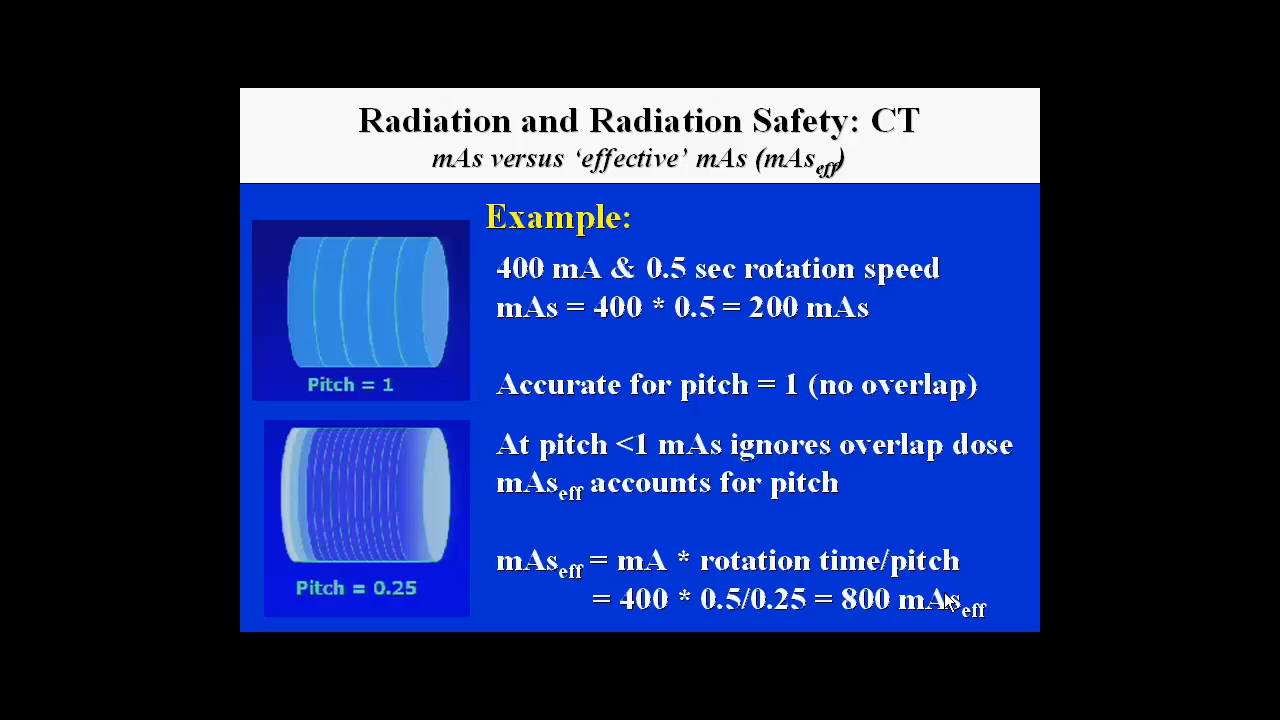 Radiation and Radiation Safety: CT
mAs versus ‘effective’ mAs (mAseff)
Example:
400 mA & 0.5 sec rotation speed
mAs = 400 * 0.5 = 200 mAs
Pitch = 1
Accurate for pitch = 1 (no overlap)
At pitch <1 mAs ignores overlap dose
mAseff accounts for pitch
mAseff = mA * rotation time/pitch
= 400 * 0.5/0.25 = 800 mAseff
Pitch = 0.25